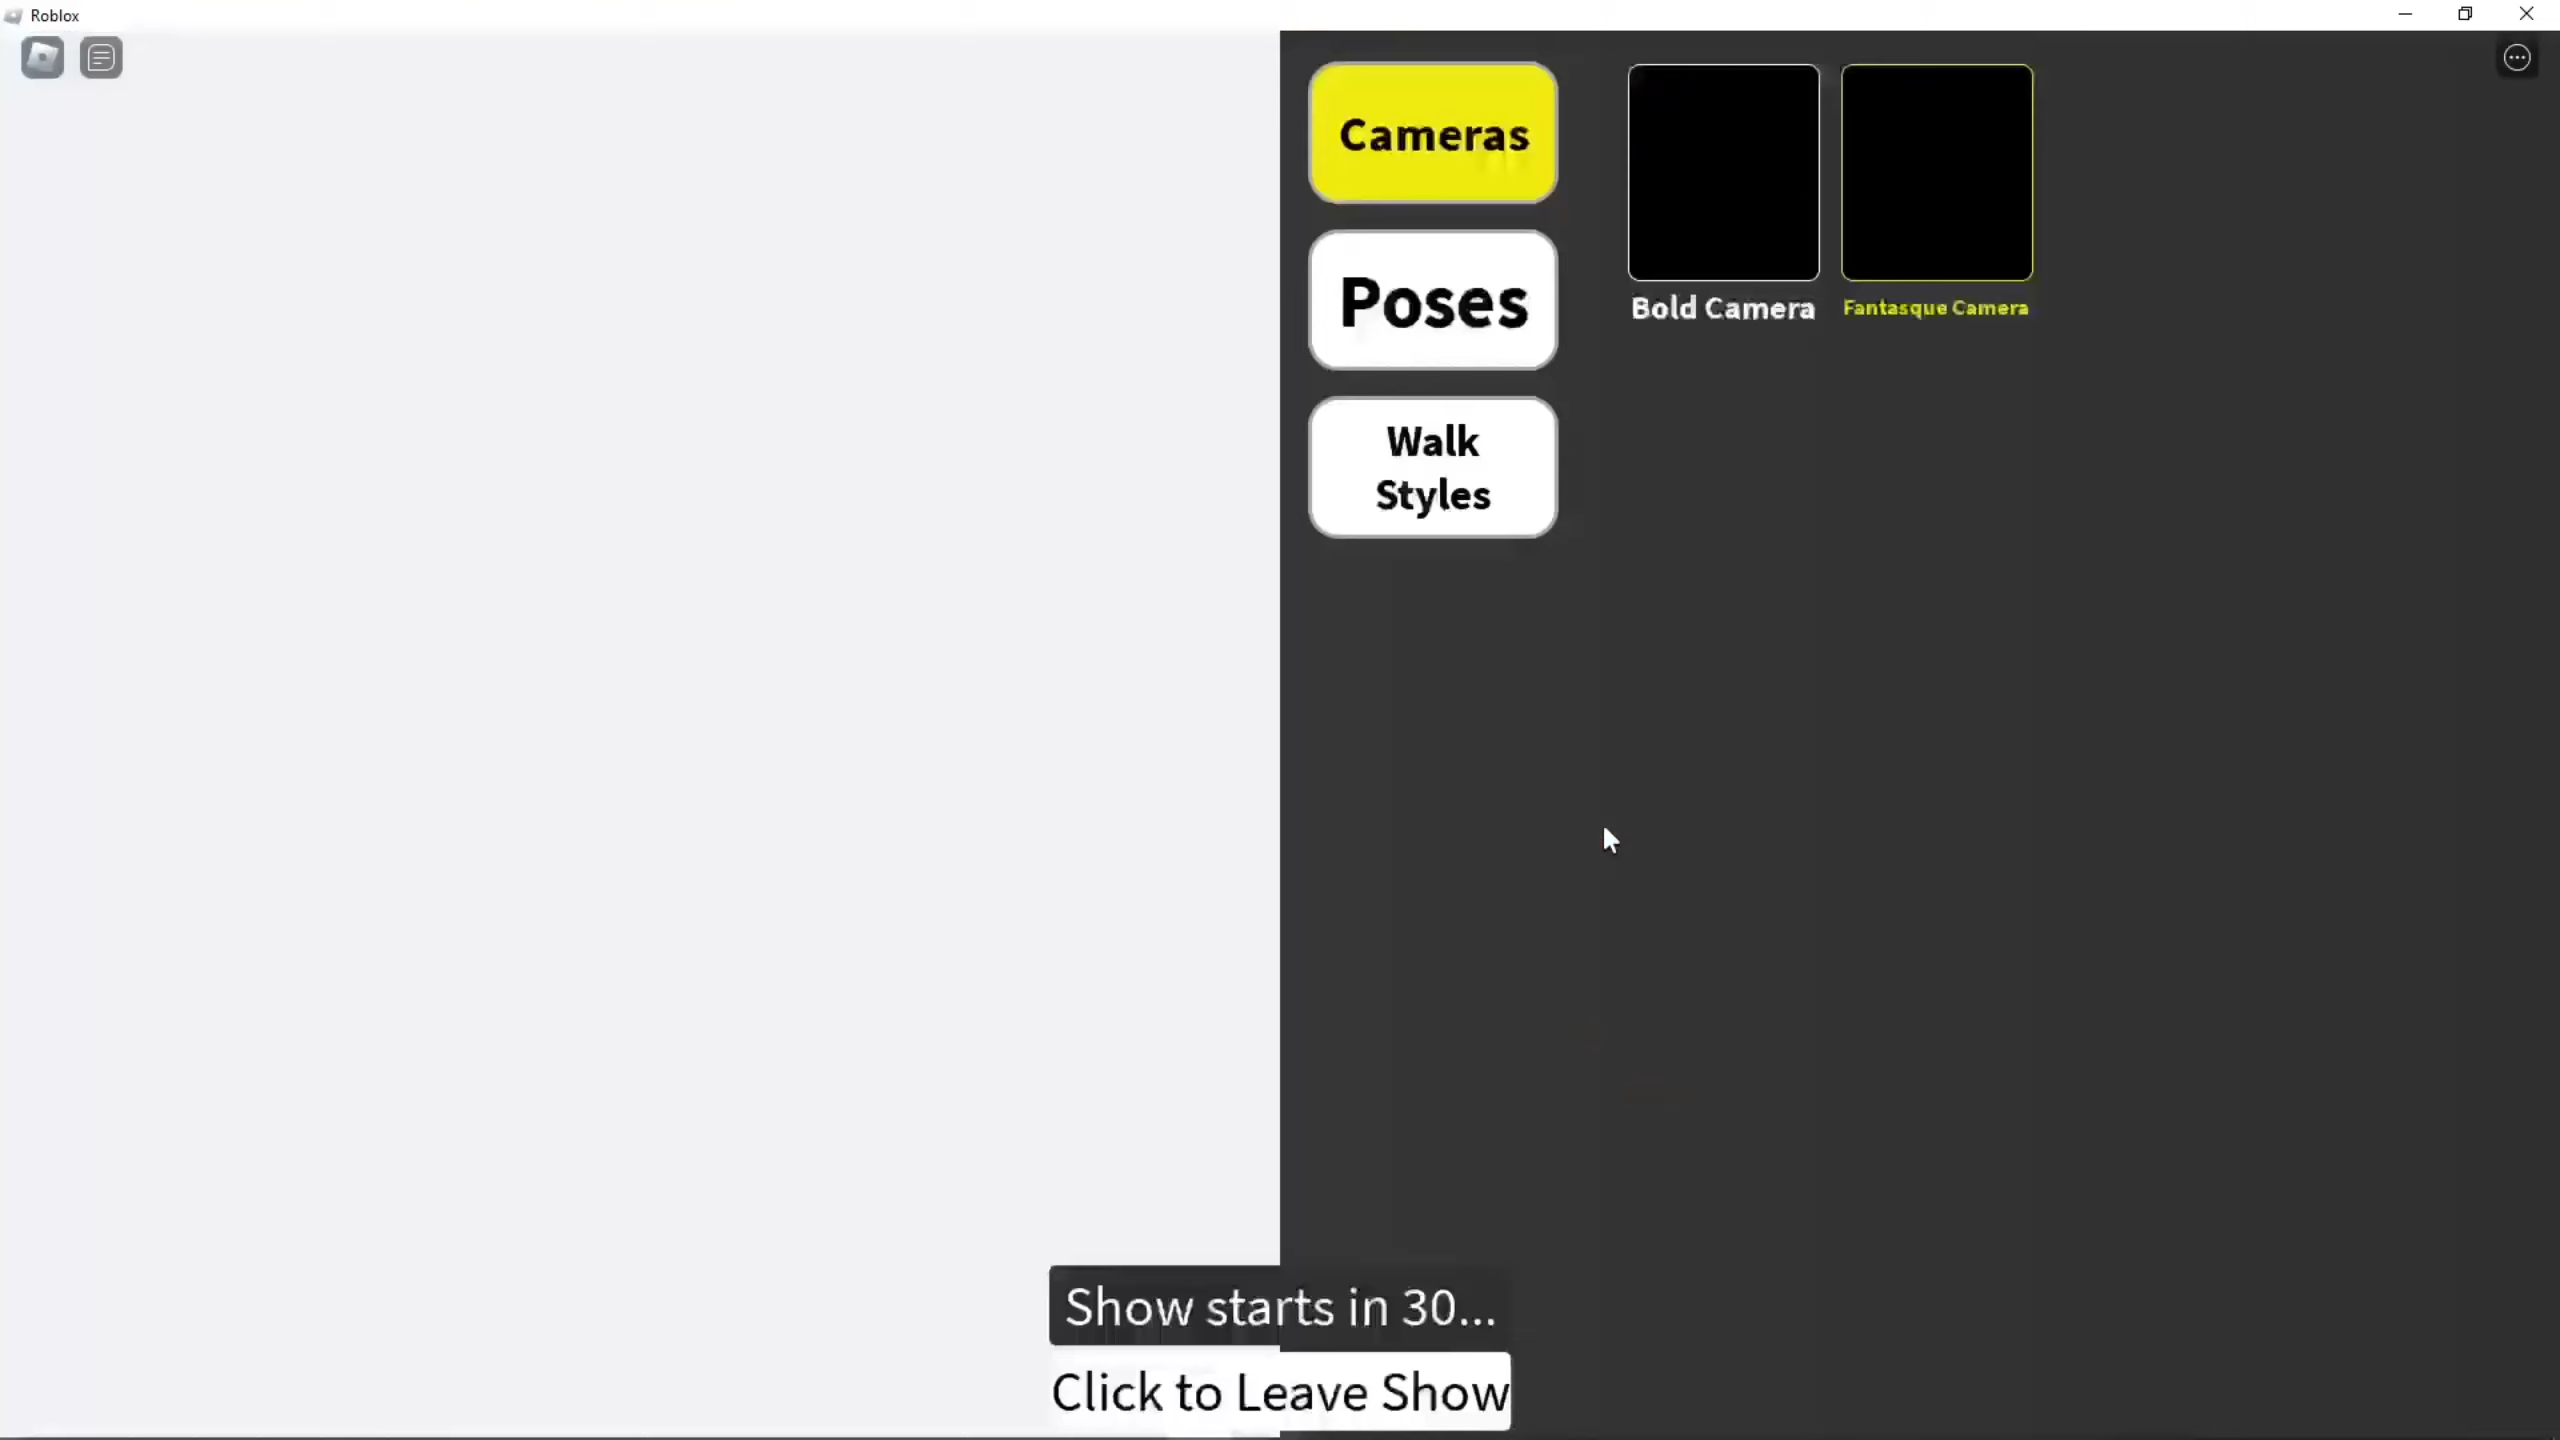 Roblox
Cameras
Poses
Walk
Styles
Bold Camera
Fantasque Camera
Show starts in 30...
Click to Leave Show